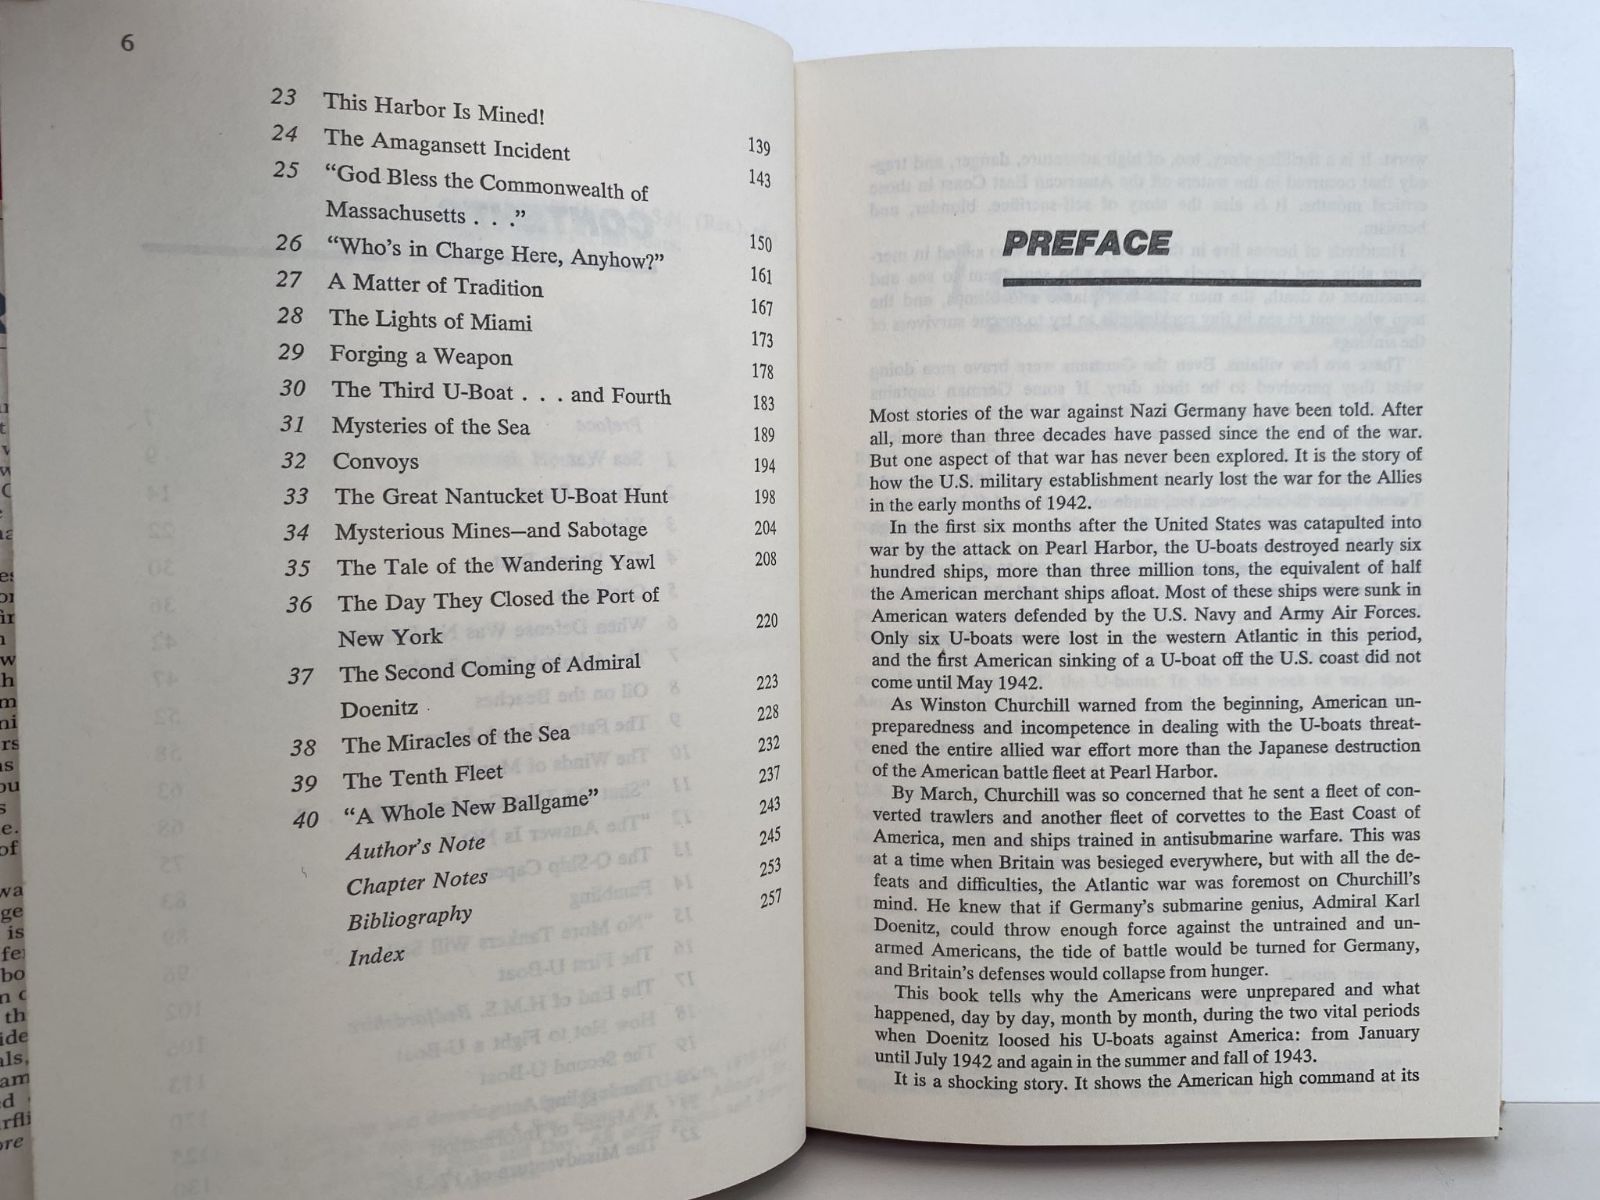 6
23 This Harbor Is Mined! 139
24 The Amagansett Incident 143
25 “God Bless the Commonwealth of
Massachusetts . . .” 150
26 “Who’s in Charge Here, Anyhow?” 161
27 A Matter of Tradition 167
28 The Lights of Miami 173
29 Forging a Weapon 178
30 The Third U-Boat . . . and Fourth 183
31 Mysteries of the Sea 189
32 Convoys 194
33 The Great Nantucket U-Boat Hunt 198
34 Mysterious Mines—and Sabotage 204
35 The Tale of the Wandering Yawl 208
36 The Day They Closed the Port of
New York 220
37 The Second Coming of Admiral
Doenitz 223
38 The Miracles of the Sea 228
39 The Tenth Fleet 232
40 “A Whole New Ballgame” 237
Author’s Note 243
Chapter Notes 245
Bibliography 253
Index 257
PREFACE
Most stories of the war against Nazi Germany have been told. After
all, more than three decades have passed since the end of the war.
But one aspect of that war has never been explored. It is the story of
how the U.S. military establishment nearly lost the war for the Allies
in the early months of 1942.
In the first six months after the United States was catapulted into
war by the attack on Pearl Harbor, the U-boats destroyed nearly six
hundred ships, more than three million tons, the equivalent of half
the American merchant ships afloat. Most of these ships were sunk in
American waters defended by the U.S. Navy and Army Air Forces.
Only six U-boats were lost in the western Atlantic in this period,
and the first American sinking of a U-boat off the U.S. coast did not
come until May 1942.
As Winston Churchill warned from the beginning, American un-
preparedness and incompetence in dealing with the U-boats threat-
ened the entire allied war effort more than the Japanese destruction
of the American battle fleet at Pearl Harbor.
By March, Churchill was so concerned that he sent a fleet of con-
verted trawlers and another fleet of corvettes to the East Coast of
America, men and ships trained in antisubmarine warfare. This was
at a time when Britain was besieged everywhere, but with all the de-
feats and difficulties, the Atlantic war was foremost on Churchill’s
mind. He knew that if Germany’s submarine genius, Admiral Karl
Doenitz, could throw enough force against the untrained and un-
armed Americans, the tide of battle would be turned for Germany,
and Britain’s defenses would collapse from hunger.
This book tells why the Americans were unprepared and what
happened, day by day, month by month, during the two vital periods
when Doenitz loosed his U-boats against America: from January
until July 1942 and again in the summer and fall of 1943.
It is a shocking story. It shows the American high command at its